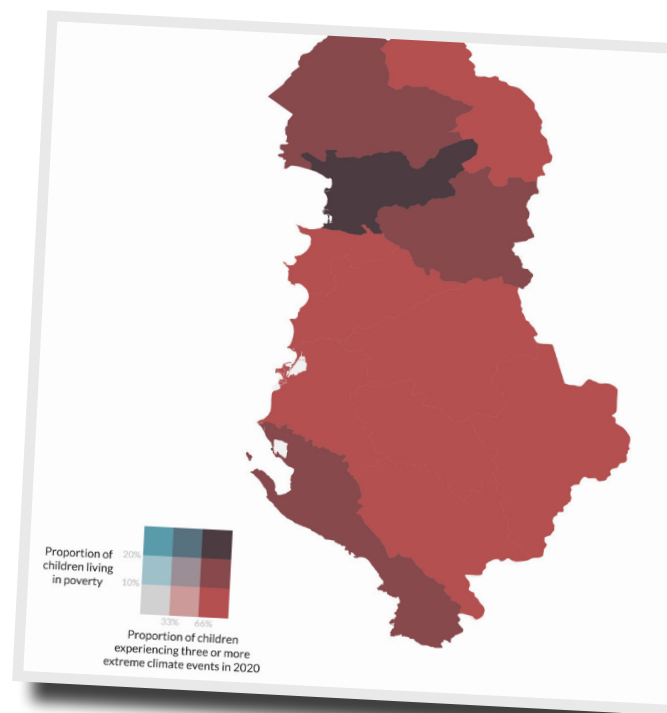 Proportion of
children living
in poverty
20%
10%
33% 66%
Proportion of children
experiencing three or more
extreme climate events in 2020